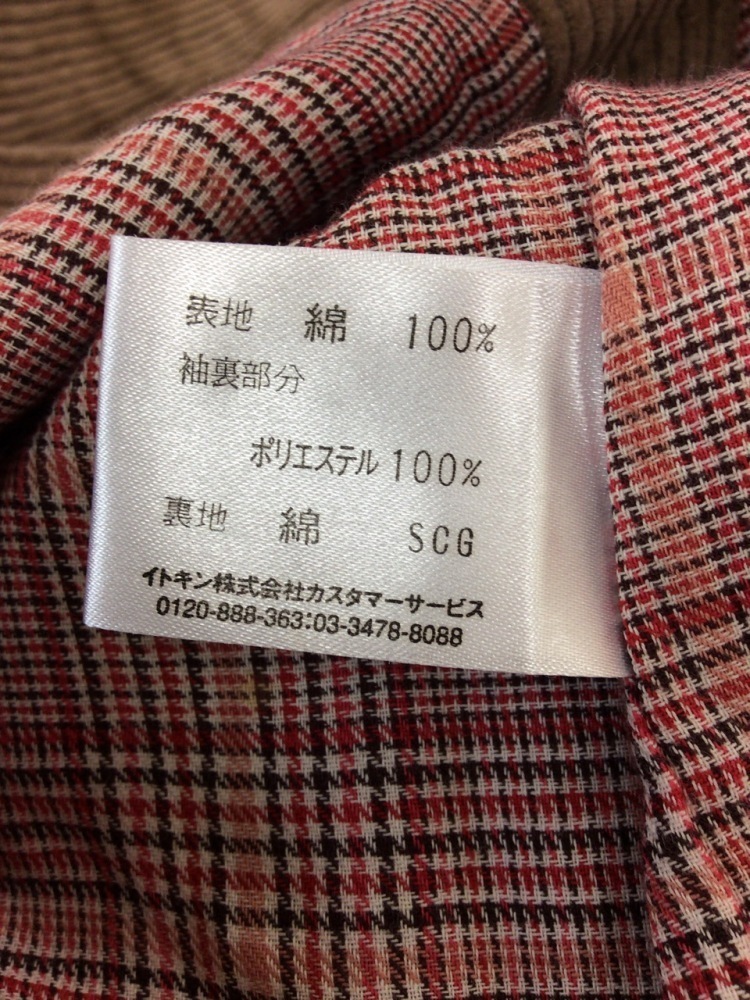 表地 綿 100%
袖裏部分
ポリエステル 100%
裏地 綿 SCG
イトキン株式会社カスタマーサービス
0120-888-363:03-3478-8088